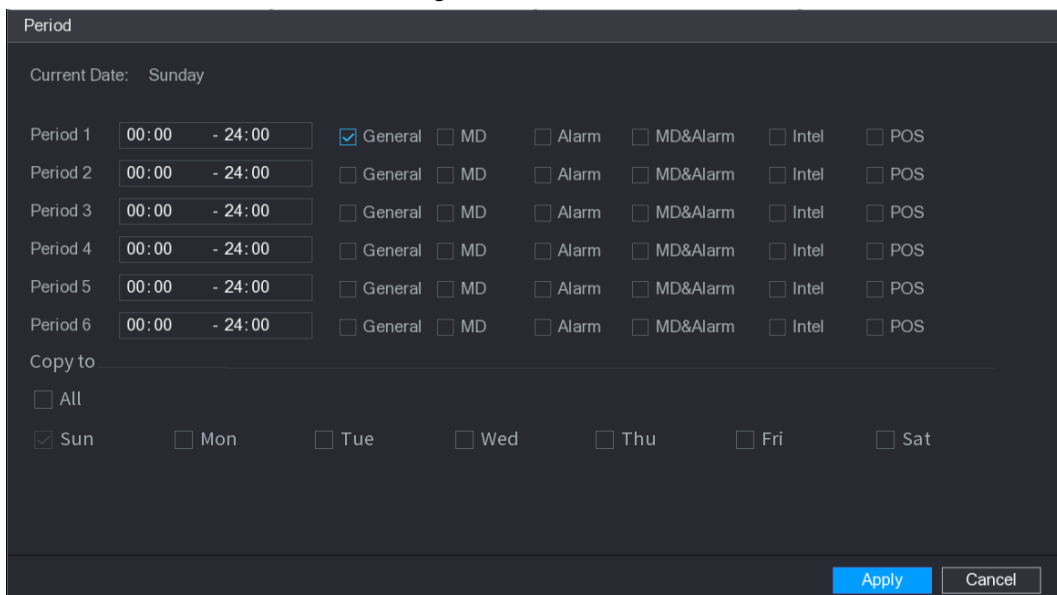 Period
Current Date: Sunday
Period 1 00:00 - 24:00 General MD Alarm MD&Alarm Intel POS
Period 2 00:00 - 24:00 General MD Alarm MD&Alarm Intel POS
Period 3 00:00 - 24:00 General MD Alarm MD&Alarm Intel POS
Period 4 00:00 - 24:00 General MD Alarm MD&Alarm Intel POS
Period 5 00:00 - 24:00 General MD Alarm MD&Alarm Intel POS
Period 6 00:00 - 24:00 General MD Alarm MD&Alarm Intel POS
Copy to
All
Sun Mon Tue Wed Thu Fri Sat
Apply Cancel